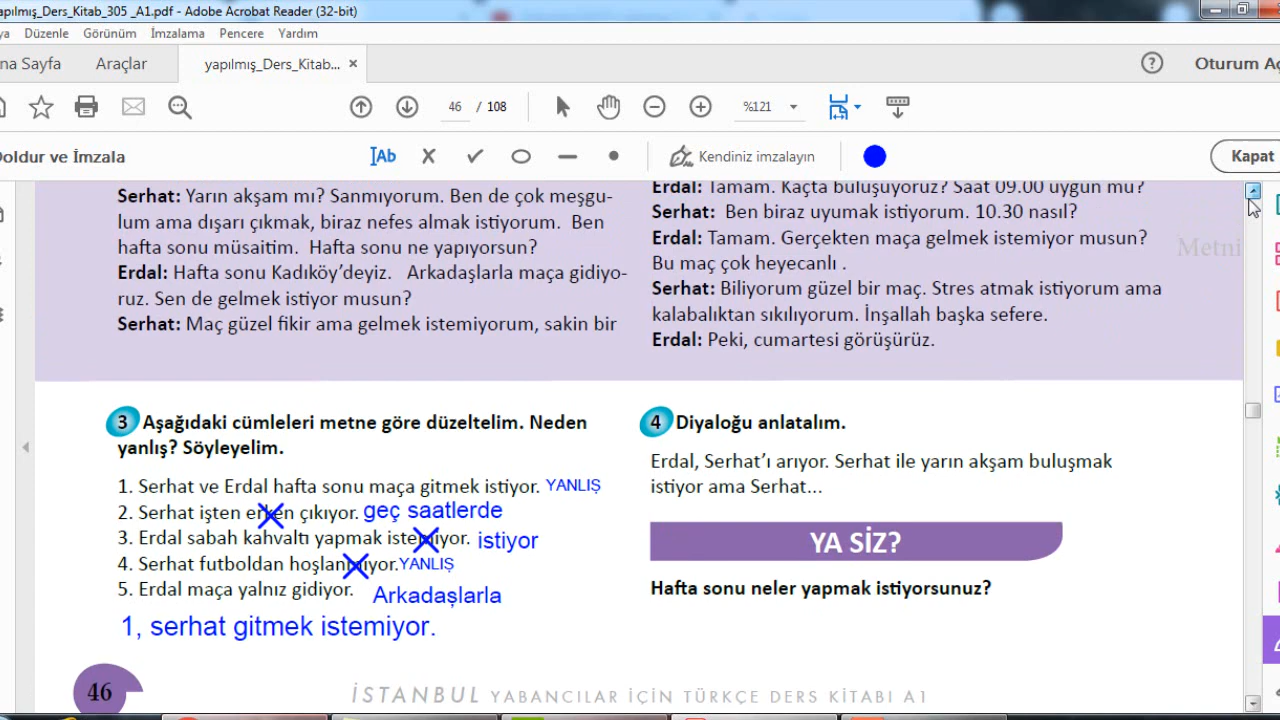 apılmış_Ders_Kitab_305 _A1.pdf - Adobe Acrobat Reader (32-bit)
Düzenle Görünüm İmzalama Pencere Yardım
na Sayfa Araçlar yapılmış_Ders_Kitab... × Oturum Aç
46 / 108 %121
Doldur ve İmzala Ab Kendiniz imzalayın Kapat
Serhat: Yarın akşam mı? Sanmıyorum. Ben de çok meşgu-
lum ama dışarı çıkmak, biraz nefes almak istiyorum. Ben
hafta sonu müsaitim. Hafta sonu ne yapıyorsun?
Erdal: Hafta sonu Kadıköy'deyiz. Arkadaşlarla maça gidiyo-
ruz. Sen de gelmek istiyor musun?
Serhat: Maç güzel fikir ama gelmek istemiyorum, sakin bir
Erdal: Tamam. Kaçta buluşuyoruz? Saat 09.00 uygun mu?
Serhat: Ben biraz uyumak istiyorum. 10.30 nasıl?
Erdal: Tamam. Gerçekten maça gelmek istemiyor musun?
Bu maç çok heyecanlı .
Serhat: Biliyorum güzel bir maç. Stres atmak istiyorum ama
kalabalıktan sıkılıyorum. İnşallah başka sefere.
Erdal: Peki, cumartesi görüşürüz.
Metni
3 Aşağıdaki cümleleri metne göre düzeltelim. Neden
yanlış? Söyleyelim.
1. Serhat ve Erdal hafta sonu maça gitmek istiyor. YANLIŞ
2. Serhat işten erken çıkıyor. geç saatlerde
3. Erdal sabah kahvaltı yapmak istemiyor. istiyor
4. Serhat futboldan hoşlanmıyor. YANLIŞ
5. Erdal maça yalnız gidiyor. Arkadaşlarla
1, serhat gitmek istemiyor.
4 Diyaloğu anlatalım.
Erdal, Serhat'ı arıyor. Serhat ile yarın akşam buluşmak
istiyor ama Serhat...
YA SİZ?
Hafta sonu neler yapmak istiyorsunuz?
46 İSTANBUL YABANCILAR İÇİN TÜRKÇE DERS KİTABI A1